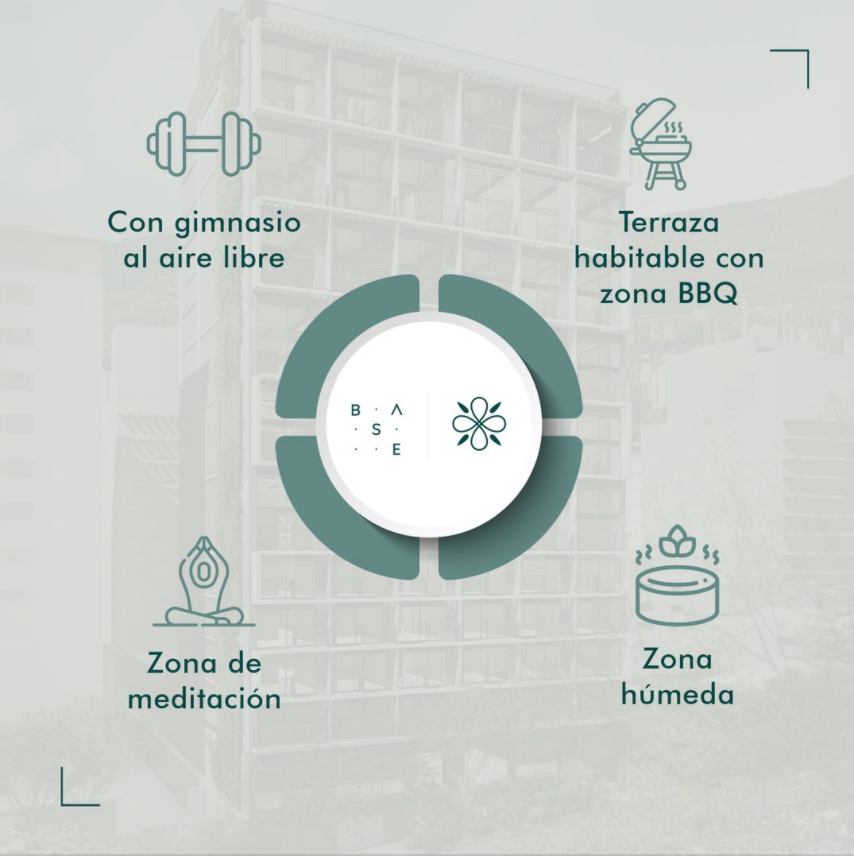 Con gimnasio
al aire libre
Terraza
habitable con
zona BBQ
B · Λ
· S ·
· · E
Zona de
meditación
Zona
húmeda